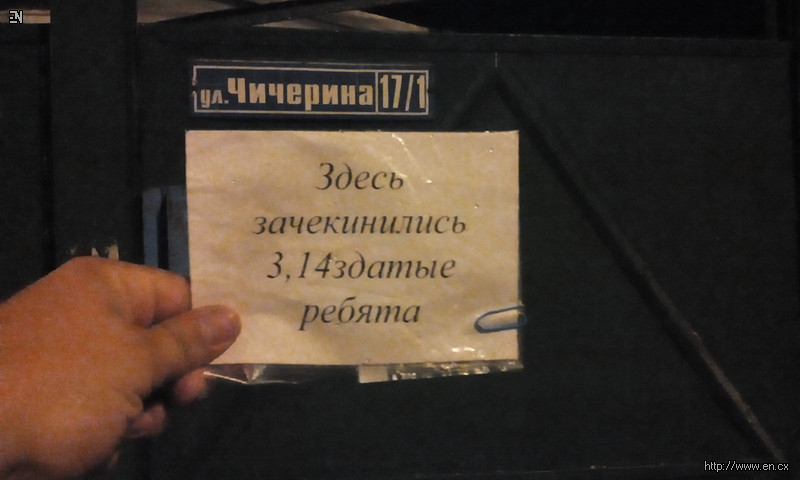 EN
ул.Чичерина 17/1
Здесь
зачекинились
3,14здатые
ребята
http://www.en.cx